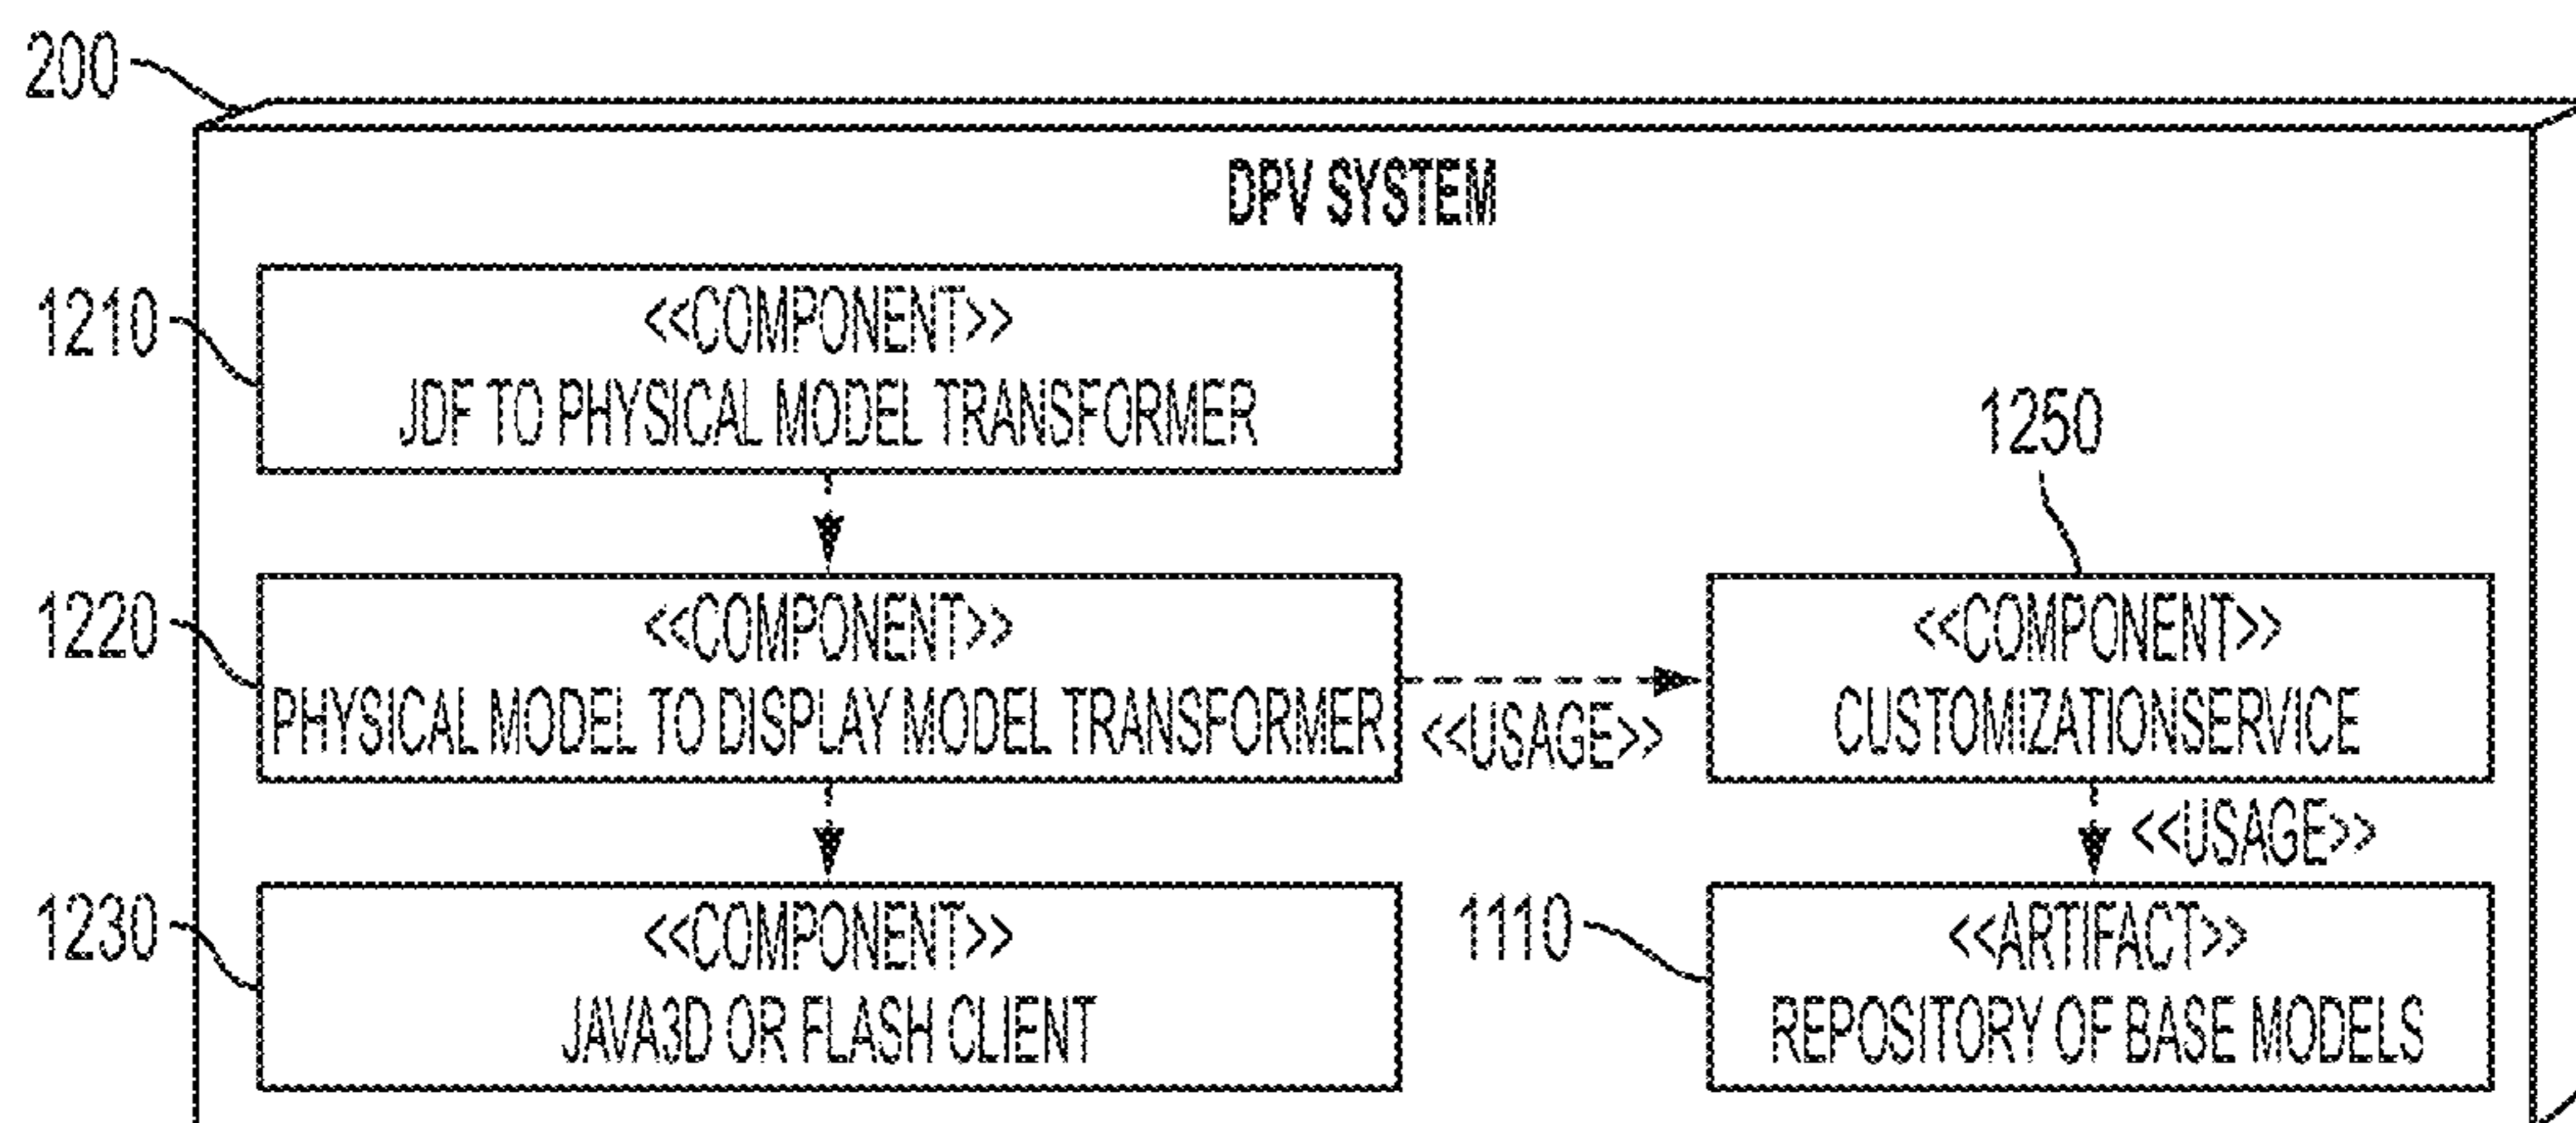 200
DPV SYSTEM
1210
<<COMPONENT>>
JDF TO PHYSICAL MODEL TRANSFORMER
1250
1220
<<COMPONENT>>
PHYSICAL MODEL TO DISPLAY MODEL TRANSFORMER
<<USAGE>>
<<COMPONENT>>
CUSTOMIZATIONSERVICE
<<USAGE>>
1230
<<COMPONENT>>
JAVA3D OR FLASH CLIENT
1110
<<ARTIFACT>>
REPOSITORY OF BASE MODELS